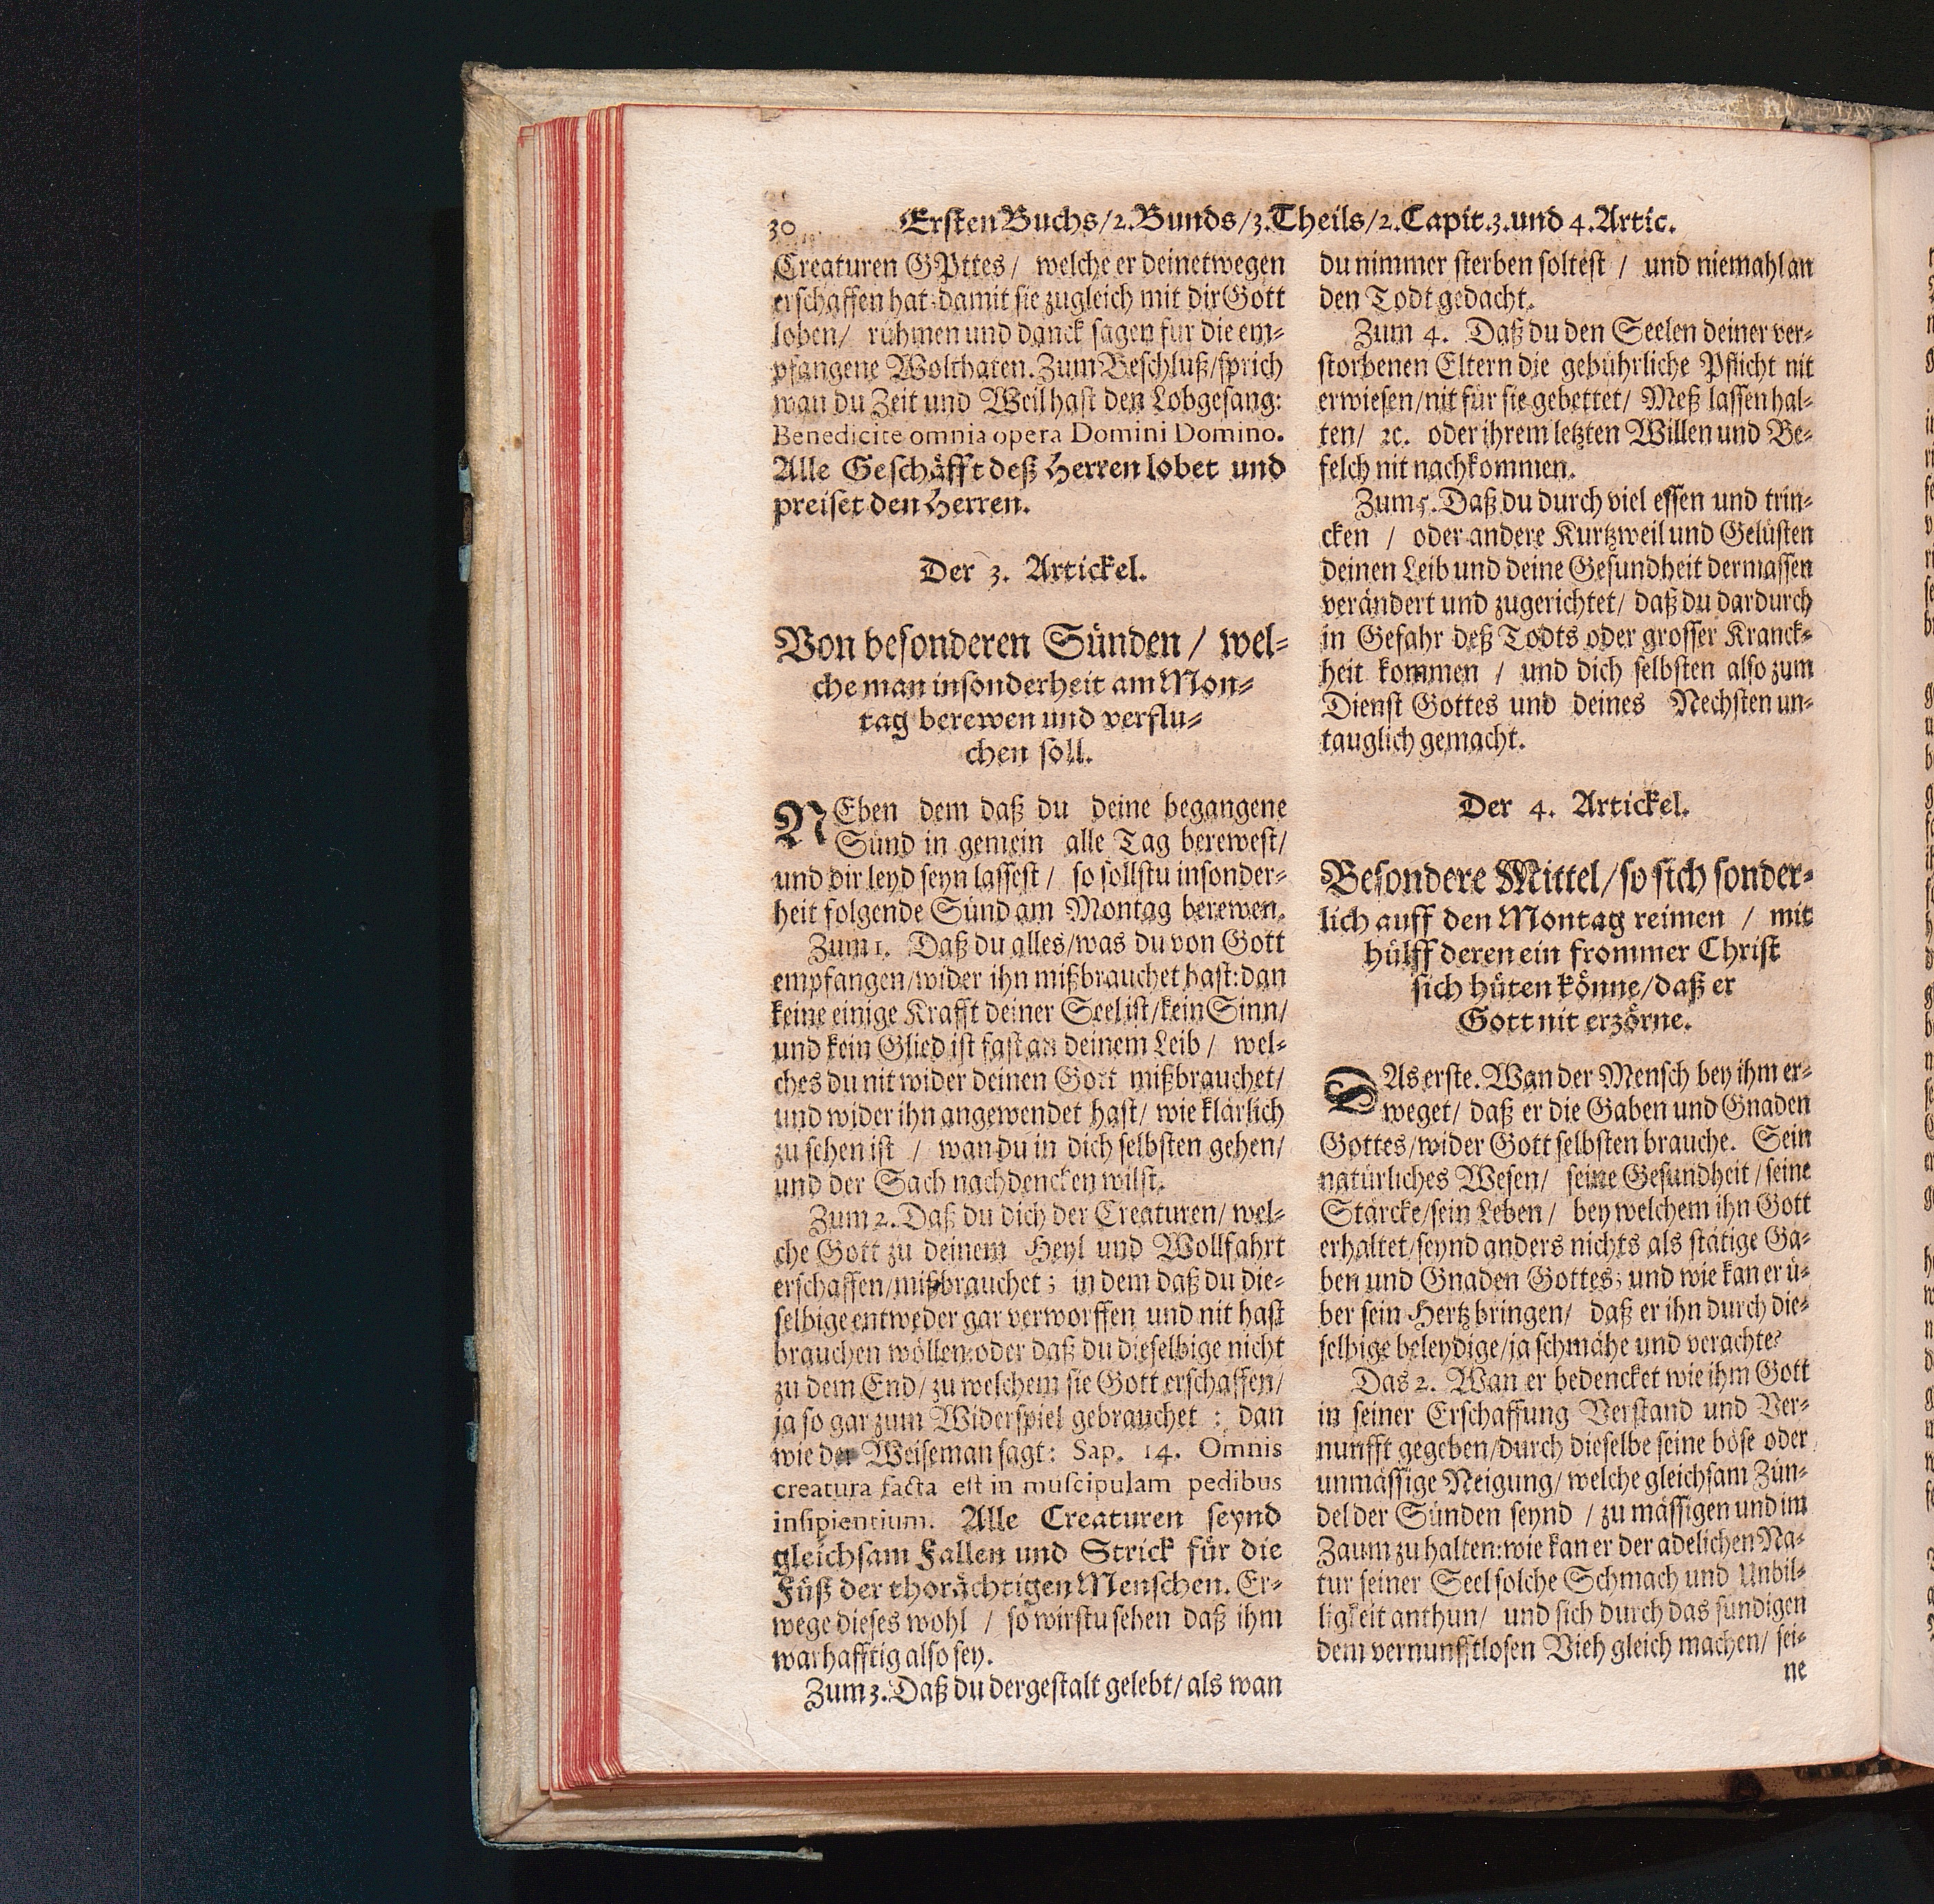 30 Ersten Buchs/2. Bunds/3. Theils/2. Capit. 3. und 4. Artic.
Creaturen GOttes / welche er deinetwegen
erschaffen hat: damit sie zugleich mit dir Gott
loben / rühmen und danck sagen für die em-
pfangene Wolthaten. Zum Beschluß / sprich
wan du Zeit und Weil hast den Lobgesang:
Benedicite omnia opera Domini Domino.
Alle Geschäfft deß Herren lobet und
preiset den Herren.
Der 3. Artickel.
Von besonderen Sünden / wel-
che man insonderheit am Mon-
tag berewen und verflu-
chen soll.
NEben dem daß du deine begangene
Sünd in gemein alle Tag berewest /
und dir leyd seyn lassest / so sollstu insonder-
heit folgende Sünd am Montag berewen.
Zum 1. Daß du alles / was du von Gott
empfangen / wider ihn mißbrauchet hast: dan
keine einige Krafft deiner Seel ist / kein Sinn /
und kein Glied ist fast an deinem Leib / wel-
ches du nit wider deinen Gott mißbrauchet /
und wider ihn angewendet hast / wie klärlich
zu sehen ist / wan du in dich selbsten gehen /
und der Sach nachdencken wilst.
Zum 2. Daß du dich der Creaturen / wel-
che Gott zu deinem Heyl und Wollfahrt
erschaffen / mißbrauchet; in dem daß du die-
selbige entweder gar verworffen und nit hast
brauchen wöllen: oder daß du dieselbige nicht
zu dem End / zu welchem sie Gott erschaffen /
ja so gar zum Widerspiel gebrauchet : dan
wie der Weiseman sagt: Sap. 14. Omnis
creatura facta est in muscipulam pedibus
insipientium. Alle Creaturen seynd
gleichsam Fallen und Strick für die
Füß der thorächtigen Menschen. Er-
wege dieses wohl / so wirstu sehen daß ihm
warhafftig also sey.
Zum 3. Daß du dergestalt gelebt / als wan
du nimmer sterben soltest / und niemahl an
den Todt gedacht.
Zum 4. Daß du den Seelen deiner ver-
storbenen Eltern die gebührliche Pflicht nit
erwiesen / nit für sie gebettet / Meß lassen hal-
ten / ꝛc. oder ihrem letzten Willen und Be-
felch nit nachkommen.
Zum 5. Daß du durch viel essen und trin-
cken / oder andere Kurtzweil und Gelüsten
deinen Leib und deine Gesundheit dermassen
verändert und zugerichtet / daß du dardurch
in Gefahr deß Todts oder grosser Kranck-
heit kommen / und dich selbsten also zum
Dienst Gottes und deines Nechsten un-
tauglich gemacht.
Der 4. Artickel.
Besondere Mittel / so sich sonder-
lich auff den Montag reimen / mit
hülff deren ein frommer Christ
sich hüten könne / daß er
Gott nit erzörne.
DAs erste. Wan der Mensch bey ihm er-
weget / daß er die Gaben und Gnaden
Gottes / wider Gott selbsten brauche. Sein
natürliches Wesen / seine Gesundheit / seine
Stärcke / sein Leben / bey welchem ihn Gott
erhaltet / seynd anders nichts als stätige Ga-
ben und Gnaden Gottes; und wie kan er ü-
ber sein Hertz bringen / daß er ihn durch die-
selbige beleydige / ja schmähe und verachte?
Das 2. Wan er bedencket wie ihm Gott
in seiner Erschaffung Verstand und Ver-
nunfft gegeben / durch dieselbe seine böse oder
unmässige Neigung / welche gleichsam Zün-
del der Sünden seynd / zu mässigen und im
Zaum zu halten: wie kan er der adelichen Na-
tur seiner Seel solche Schmach und Unbil-
ligkeit anthun / und sich durch das sündigen
dem vernunfftlosen Vieh gleich machen / sei-
ne